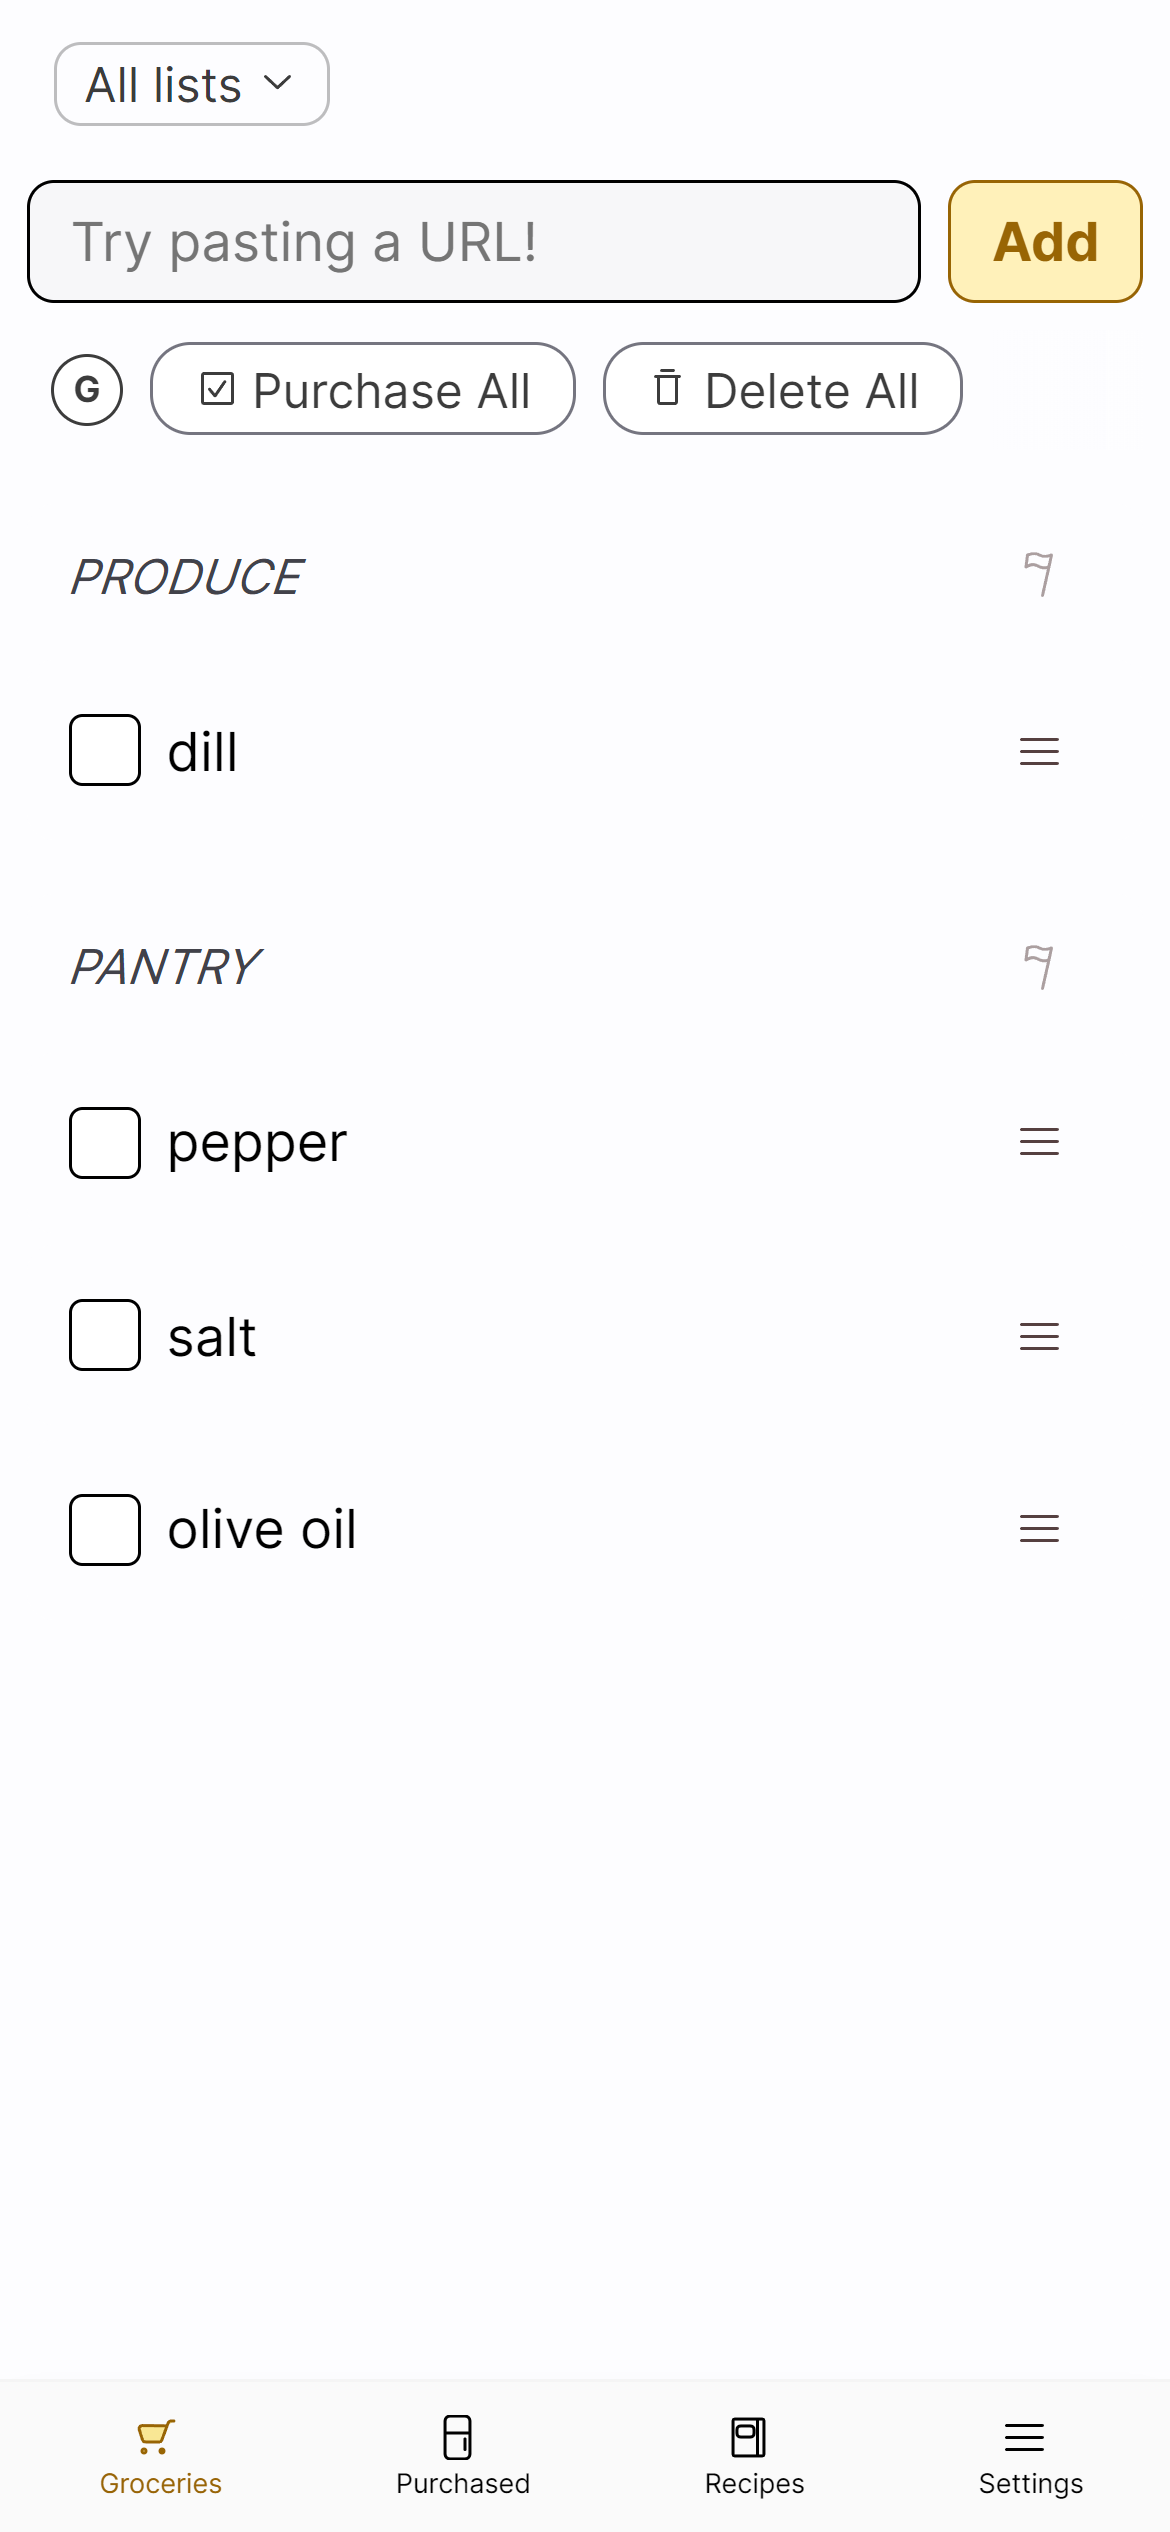 All lists
Try pasting a URL!
Add
G
Purchase All
Delete All
PRODUCE
dill
PANTRY
pepper
salt
olive oil
Groceries
Purchased
Recipes
Settings